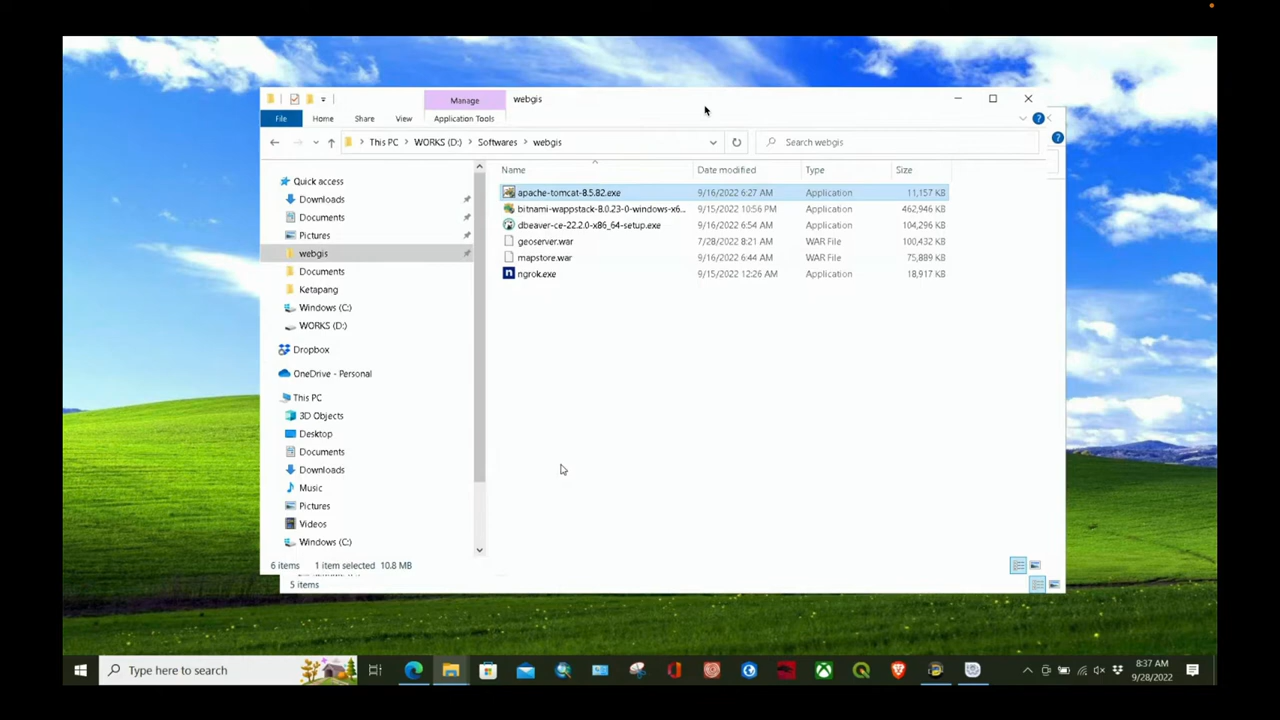 Manage
webgis
File
Home
Share
View
Application Tools
This PC > WORKS (D:) > Softwares > webgis
Search webgis
Name
Date modified
Type
Size
apache-tomcat-8.5.82.exe 9/16/2022 6:27 AM Application 11,157 KB
bitnami-wappstack-8.0.23-0-windows-x6... 9/15/2022 10:56 PM Application 462,946 KB
dbeaver-ce-22.2.0-x86_64-setup.exe 9/16/2022 6:54 AM Application 104,296 KB
geoserver.war 7/28/2022 8:21 AM WAR File 100,432 KB
mapstore.war 9/16/2022 6:44 AM WAR File 75,889 KB
ngrok.exe 9/15/2022 12:26 AM Application 18,917 KB
Quick access
Downloads
Documents
Pictures
webgis
Documents
Ketapang
Windows (C:)
WORKS (D:)
Dropbox
OneDrive - Personal
This PC
3D Objects
Desktop
Documents
Downloads
Music
Pictures
Videos
Windows (C:)
6 items 1 item selected 10.8 MB
5 items
Type here to search
8:37 AM
9/28/2022